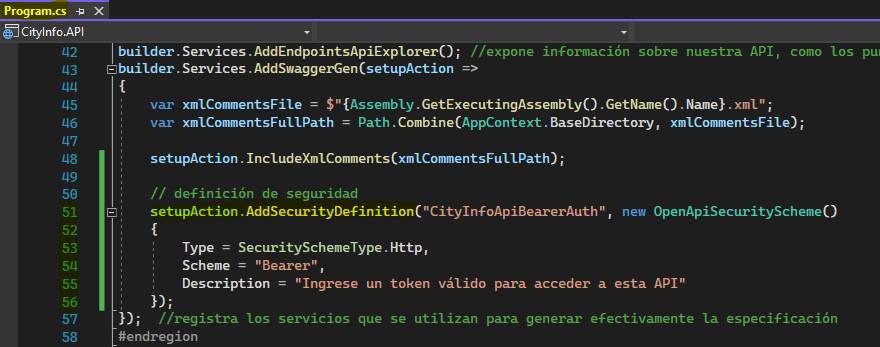 Program.cs
CityInfo.API
42 builder.Services.AddEndpointsApiExplorer(); //expone información sobre nuestra API, como los
43 builder.Services.AddSwaggerGen(setupAction =>
44 {
45 var xmlCommentsFile = $"{Assembly.GetExecutingAssembly().GetName().Name}.xml";
46 var xmlCommentsFullPath = Path.Combine(AppContext.BaseDirectory, xmlCommentsFile);
47
48 setupAction.IncludeXmlComments(xmlCommentsFullPath);
49
50 // definición de seguridad
51 setupAction.AddSecurityDefinition("CityInfoApiBearerAuth", new OpenApiSecurityScheme()
52 {
53 Type = SecuritySchemeType.Http,
54 Scheme = "Bearer",
55 Description = "Ingrese un token válido para acceder a esta API"
56 });
57 }); //registra los servicios que se utilizan para generar efectivamente la especificación
58 #endregion